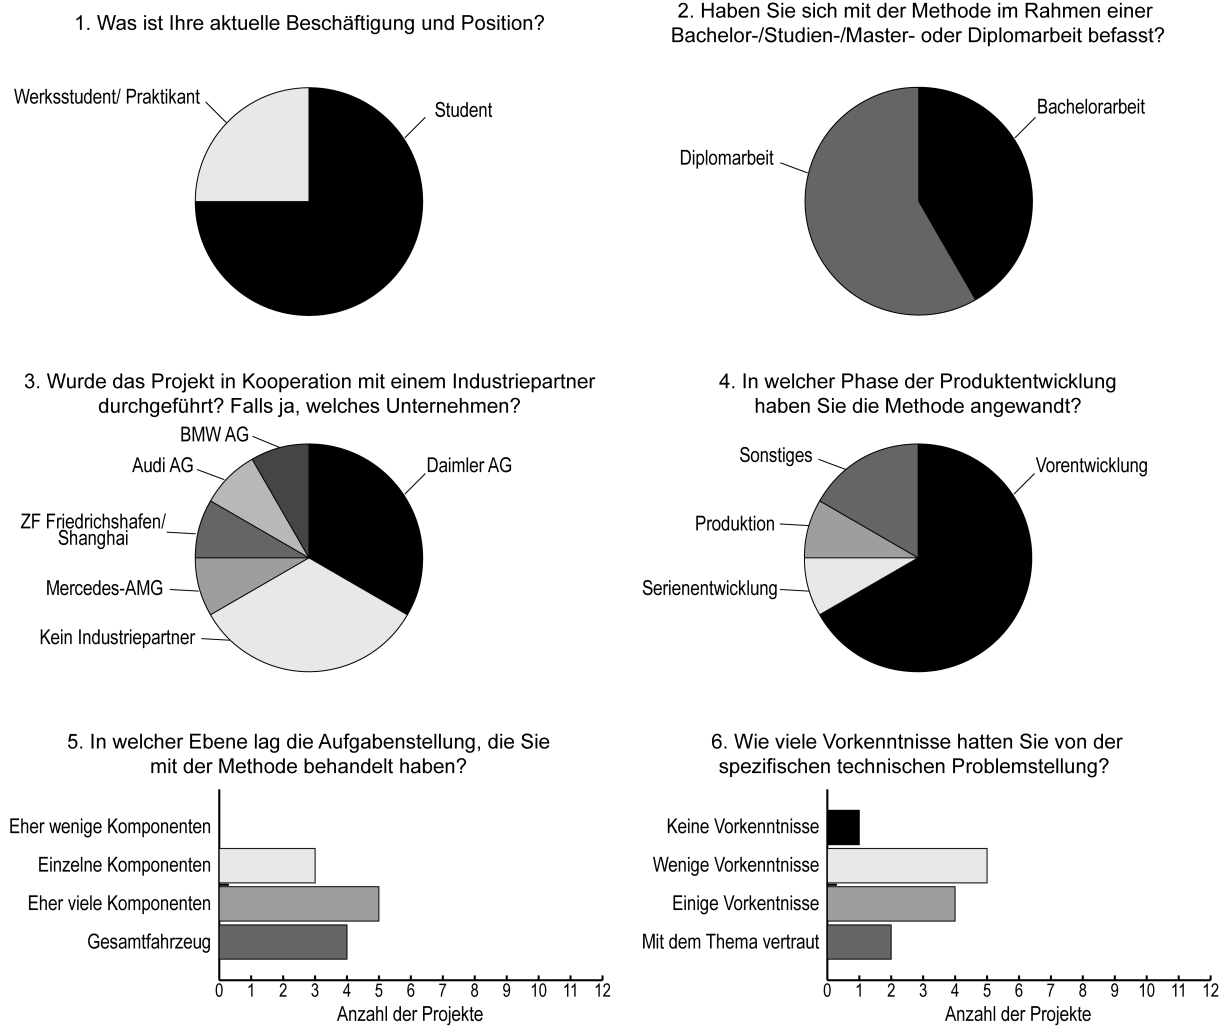 1. Was ist Ihre aktuelle Beschäftigung und Position?
Werksstudent/ Praktikant
Student
2. Haben Sie sich mit der Methode im Rahmen einer
Bachelor-/Studien-/Master- oder Diplomarbeit befasst?
Bachelorarbeit
Diplomarbeit
3. Wurde das Projekt in Kooperation mit einem Industriepartner
durchgeführt? Falls ja, welches Unternehmen?
BMW AG
Audi AG
Daimler AG
ZF Friedrichshafen/
Shanghai
Mercedes-AMG
Kein Industriepartner
4. In welcher Phase der Produktentwicklung
haben Sie die Methode angewandt?
Sonstiges
Vorentwicklung
Produktion
Serienentwicklung
5. In welcher Ebene lag die Aufgabenstellung, die Sie
mit der Methode behandelt haben?
Eher wenige Komponenten
Einzelne Komponenten
Eher viele Komponenten
Gesamtfahrzeug
0 1 2 3 4 5 6 7 8 9 10 11 12
Anzahl der Projekte
6. Wie viele Vorkenntnisse hatten Sie von der
spezifischen technischen Problemstellung?
Keine Vorkenntnisse
Wenige Vorkenntnisse
Einige Vorkentnisse
Mit dem Thema vertraut
0 1 2 3 4 5 6 7 8 9 10 11 12
Anzahl der Projekte